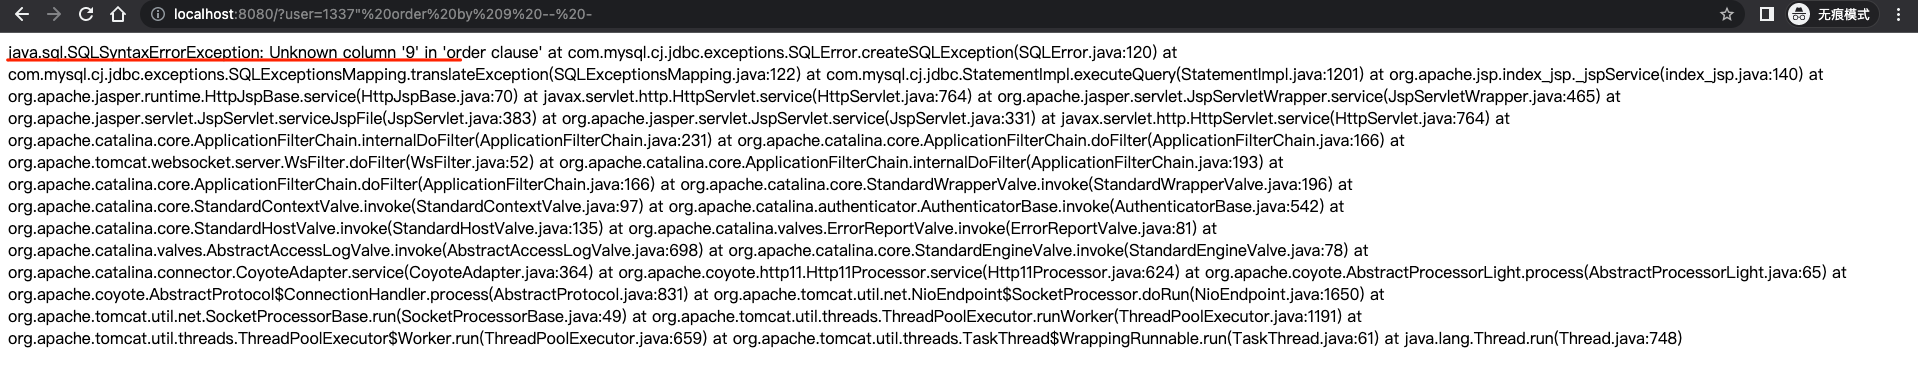 localhost:8080/?user=1337"%20order%20by%209%20--%20-
无痕模式
java.sql.SQLSyntaxErrorException: Unknown column '9' in 'order clause' at com.mysql.cj.jdbc.exceptions.SQLError.createSQLException(SQLError.java:120) at
com.mysql.cj.jdbc.exceptions.SQLExceptionsMapping.translateException(SQLExceptionsMapping.java:122) at com.mysql.cj.jdbc.StatementImpl.executeQuery(StatementImpl.java:1201) at org.apache.jsp.index_jsp._jspService(index_jsp.java:140) at
org.apache.jasper.runtime.HttpJspBase.service(HttpJspBase.java:70) at javax.servlet.http.HttpServlet.service(HttpServlet.java:764) at org.apache.jasper.servlet.JspServletWrapper.service(JspServletWrapper.java:465) at
org.apache.jasper.servlet.JspServlet.serviceJspFile(JspServlet.java:383) at org.apache.jasper.servlet.JspServlet.service(JspServlet.java:331) at javax.servlet.http.HttpServlet.service(HttpServlet.java:764) at
org.apache.catalina.core.ApplicationFilterChain.internalDoFilter(ApplicationFilterChain.java:231) at org.apache.catalina.core.ApplicationFilterChain.doFilter(ApplicationFilterChain.java:166) at
org.apache.tomcat.websocket.server.WsFilter.doFilter(WsFilter.java:52) at org.apache.catalina.core.ApplicationFilterChain.internalDoFilter(ApplicationFilterChain.java:193) at
org.apache.catalina.core.ApplicationFilterChain.doFilter(ApplicationFilterChain.java:166) at org.apache.catalina.core.StandardWrapperValve.invoke(StandardWrapperValve.java:196) at
org.apache.catalina.core.StandardContextValve.invoke(StandardContextValve.java:97) at org.apache.catalina.authenticator.AuthenticatorBase.invoke(AuthenticatorBase.java:542) at
org.apache.catalina.core.StandardHostValve.invoke(StandardHostValve.java:135) at org.apache.catalina.valves.ErrorReportValve.invoke(ErrorReportValve.java:81) at
org.apache.catalina.valves.AbstractAccessLogValve.invoke(AbstractAccessLogValve.java:698) at org.apache.catalina.core.StandardEngineValve.invoke(StandardEngineValve.java:78) at
org.apache.catalina.connector.CoyoteAdapter.service(CoyoteAdapter.java:364) at org.apache.coyote.http11.Http11Processor.service(Http11Processor.java:624) at org.apache.coyote.AbstractProcessorLight.process(AbstractProcessorLight.java:65) at
org.apache.coyote.AbstractProtocol$ConnectionHandler.process(AbstractProtocol.java:831) at org.apache.tomcat.util.net.NioEndpoint$SocketProcessor.doRun(NioEndpoint.java:1650) at
org.apache.tomcat.util.net.SocketProcessorBase.run(SocketProcessorBase.java:49) at org.apache.tomcat.util.threads.ThreadPoolExecutor.runWorker(ThreadPoolExecutor.java:1191) at
org.apache.tomcat.util.threads.ThreadPoolExecutor$Worker.run(ThreadPoolExecutor.java:659) at org.apache.tomcat.util.threads.TaskThread$WrappingRunnable.run(TaskThread.java:61) at java.lang.Thread.run(Thread.java:748)